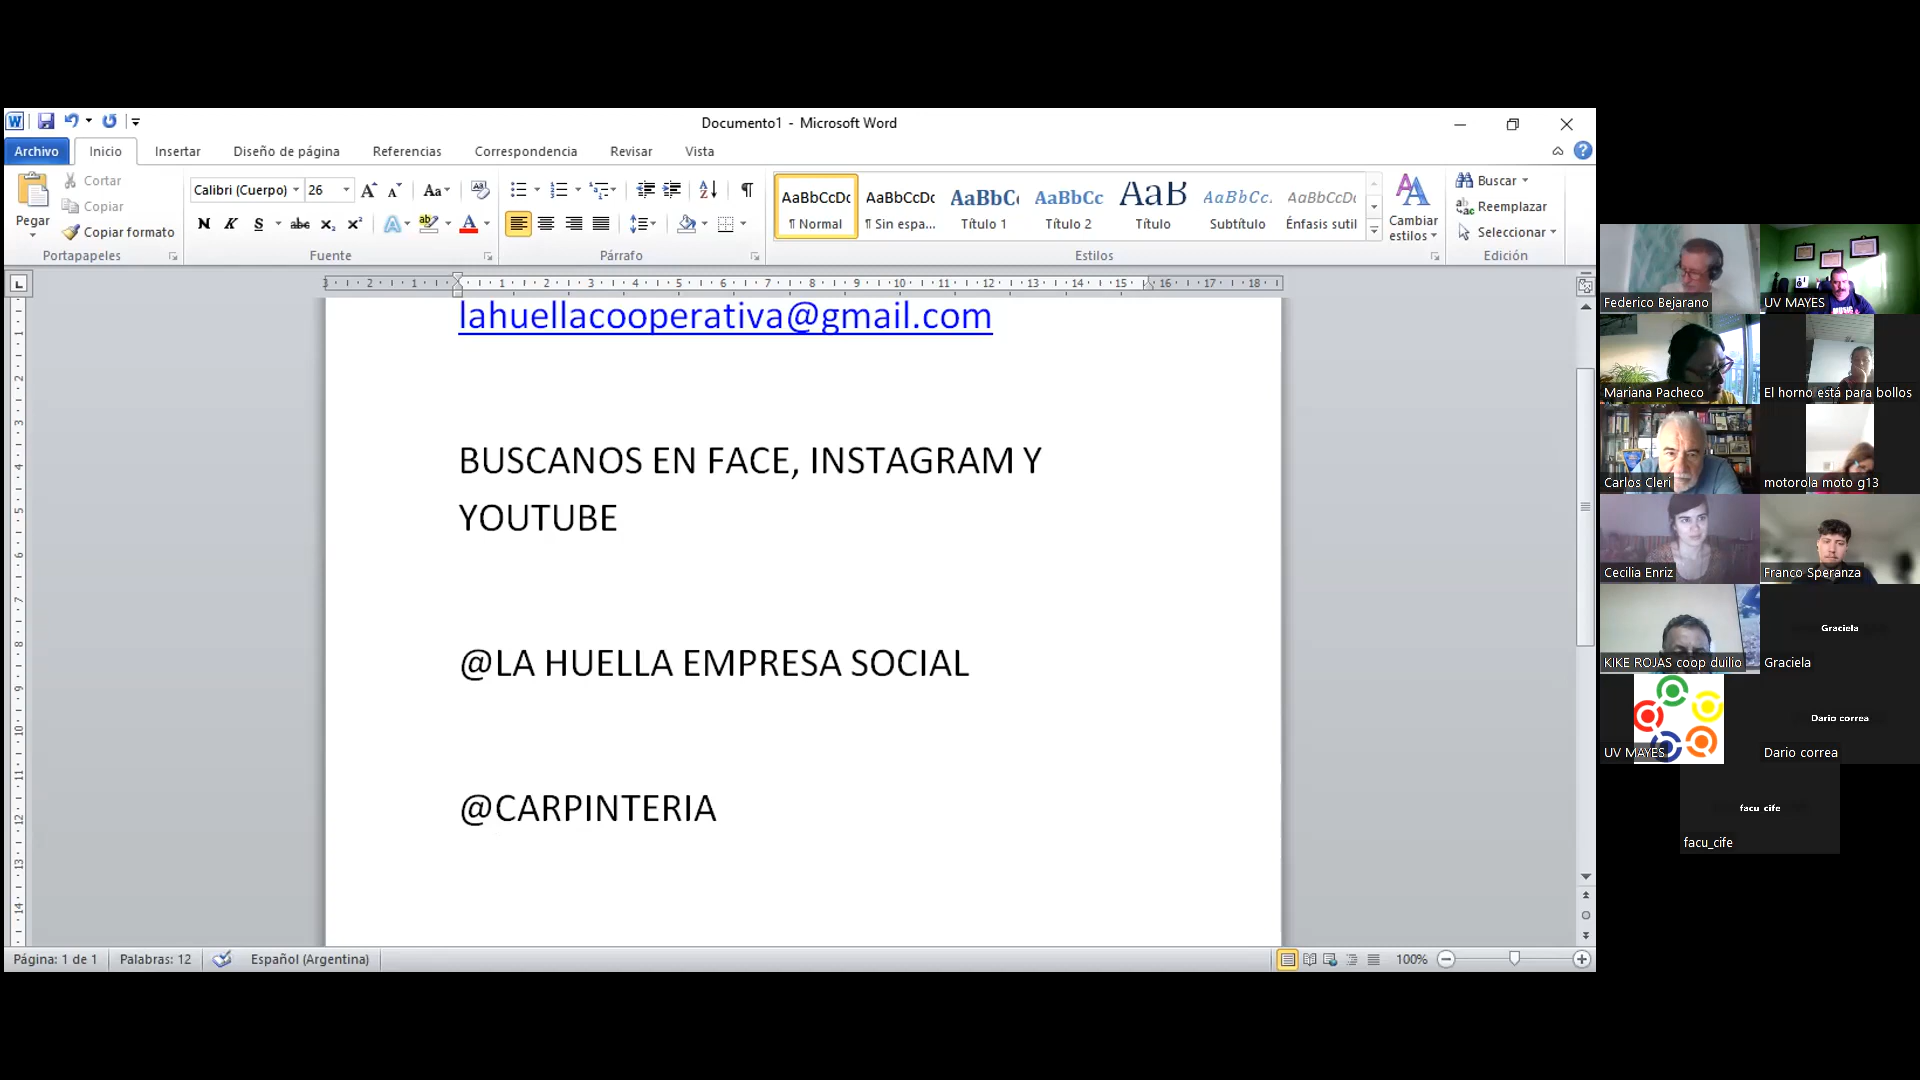 Documento1 - Microsoft Word
Archivo
Inicio
Insertar
Diseño de página
Referencias
Correspondencia
Revisar
Vista
Pegar
Cortar
Copiar
Copiar formato
Portapapeles
Calibri (Cuerpo)
26
Fuente
Párrafo
AaBbCcDc
¶ Normal
AaBbCcDc
¶ Sin espa...
AaBbC
Título 1
AaBbCc
Título 2
AaB
Título
AaBbCc.
Subtítulo
AaBbCcDc
Énfasis sutil
Cambiar estilos
Estilos
Buscar
Reemplazar
Seleccionar
Edición
lahuellacooperativa@gmail.com
BUSCANOS EN FACE, INSTAGRAM Y
YOUTUBE
@LA HUELLA EMPRESA SOCIAL
@CARPINTERIA
Página: 1 de 1
Palabras: 12
Español (Argentina)
100%
Federico Bejarano
UV MAYES
Mariana Pacheco
El horno está para bollos
Carlos Cleri
motorola moto g13
Cecilia Enriz
Franco Speranza
KIKE ROJAS coop duilio
Graciela
Graciela
UV MAYES
Dario correa
Dario correa
facu_cife
facu_cife